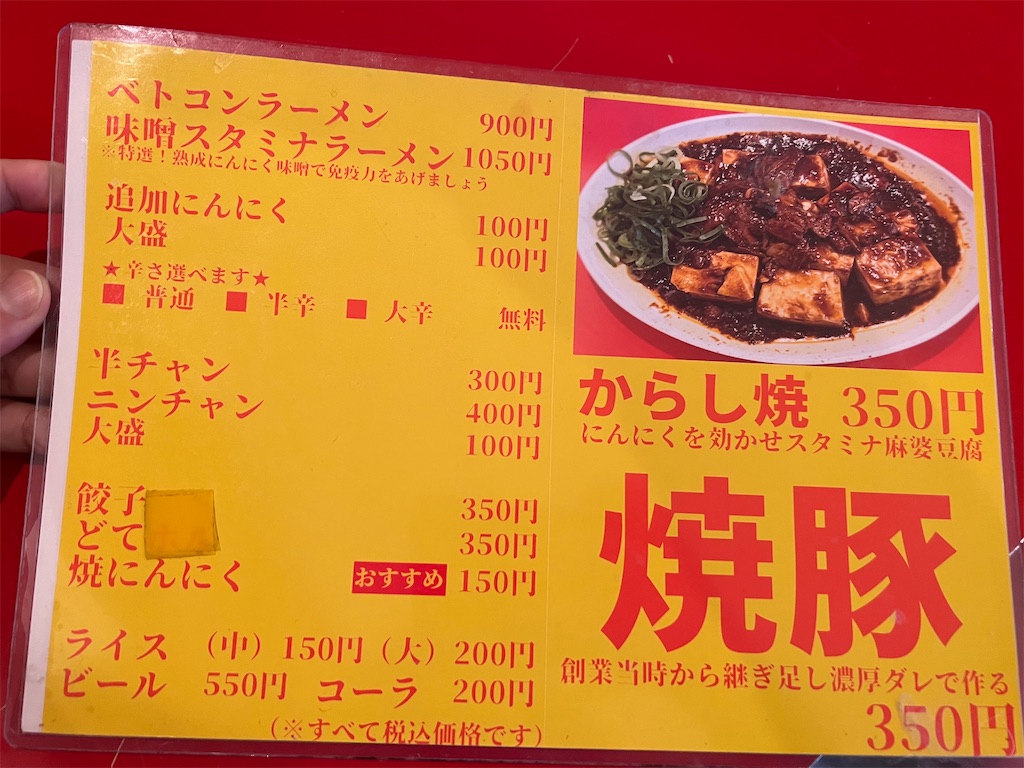 ベトコンラーメン 900円
味噌スタミナラーメン 1050円
※特選！熟成にんにく味噌で免疫力をあげましょう
追加にんにく 100円
大盛 100円
★辛さ選べます★
■ 普通 ■ 半辛 ■ 大辛 無料
半チャン 300円
ニンチャン 400円
大盛 100円
餃子 350円
どて 350円
焼にんにく おすすめ 150円
ライス （中）150円（大）200円
ビール 550円 コーラ 200円
（※すべて税込価格です）
からし焼 350円
にんにくを効かせスタミナ麻婆豆腐
焼豚
創業当時から継ぎ足し濃厚ダレで作る
350円